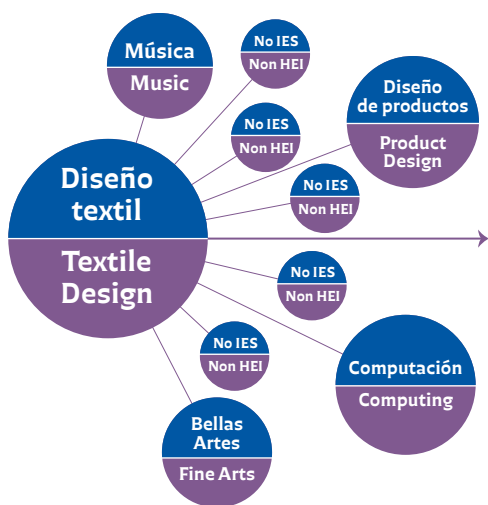 Música
Music
No IES
Non HEI
No IES
Non HEI
Diseño
de productos
Product
Design
No IES
Non HEI
Diseño
textil
Textile
Design
No IES
Non HEI
No IES
Non HEI
Computación
Computing
Bellas
Artes
Fine Arts